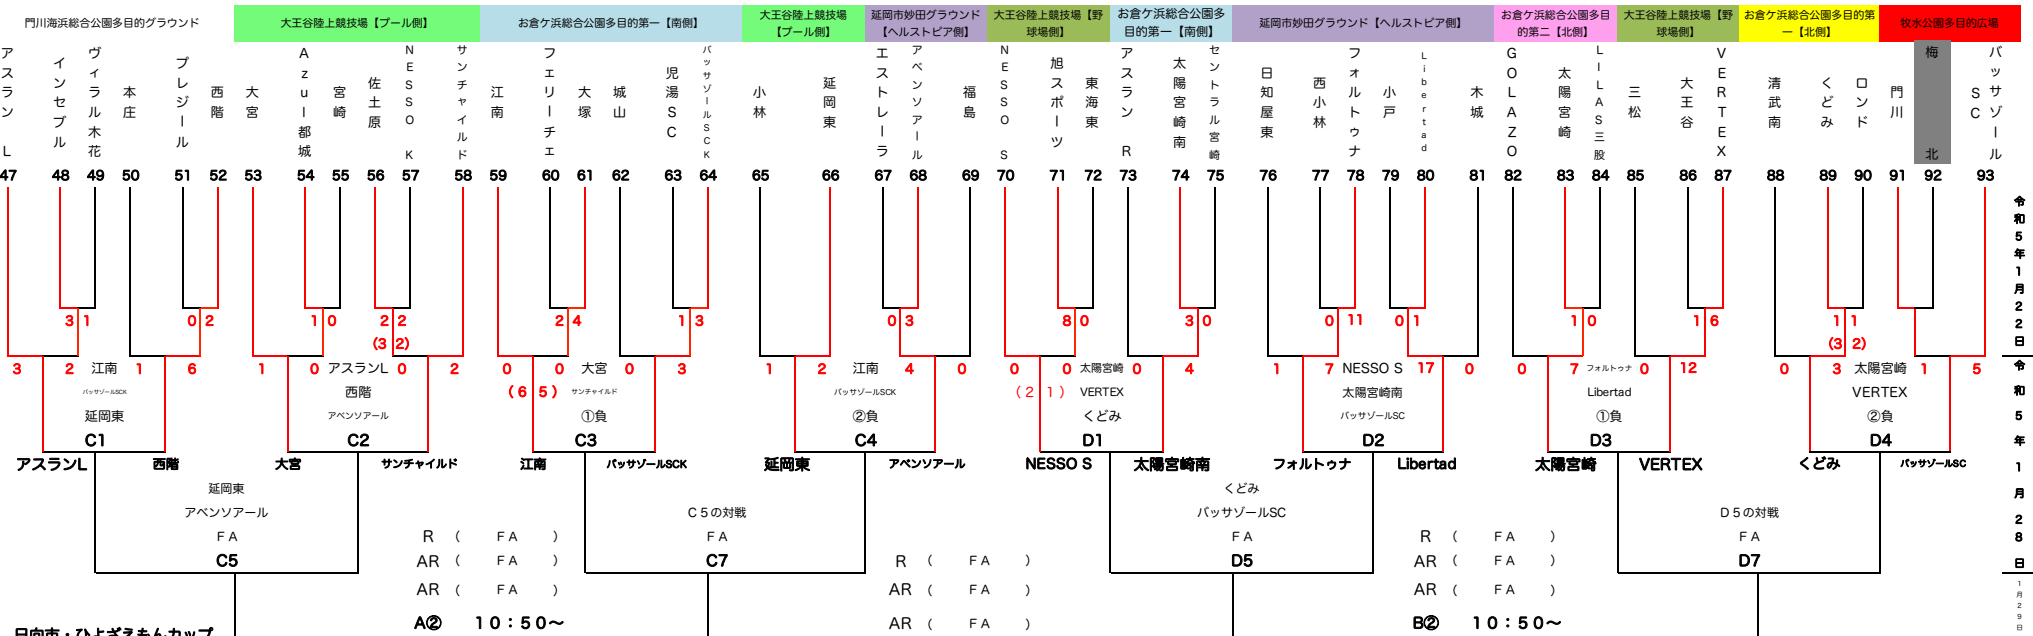 門川海浜総合公園多目的グラウンド
大王谷陸上競技場【プール側】
お倉ケ浜総合公園多目的第一【南側】
大王谷陸上競技場
【プール側】
延岡市妙田グラウンド
【ヘルストピア側】
大王谷陸上競技場【野
球場側】
お倉ケ浜総合公園多
目的第一【南側】
延岡市妙田グラウンド【ヘルストピア側】
お倉ケ浜総合公園多目
的第二【北側】
大王谷陸上競技場【野
球場側】
お倉ケ浜総合公園多目的第
一【北側】
牧水公園多目的広場
アスラン L
インセブル
ヴィラル木花
本庄
プレジール
西階
大宮
Azul都城
宮崎
佐土原
NESSO K
サンチャイルド
江南
フェリーチェ
大塚
城山
児湯SC
バッサゾールSCK
小林
延岡東
エストレーラ
アベンソアール
福島
NESSO S
旭スポーツ
東海東
アスラン R
太陽宮崎南
セントラル宮崎
日知屋東
西小林
フォルトゥナ
小戸
Libertad
木城
GOLAZO
太陽宮崎
LILAS三股
三松
大王谷
VERTEX
清武南
くどみ
ロンド
門川
梅 北
バッサゾール
SC
47 48 49 50 51 52 53 54 55 56 57 58 59 60 61 62 63 64 65 66 67 68 69 70 71 72 73 74 75 76 77 78 79 80 81 82 83 84 85 86 87 88 89 90 91 92 93
令和5年1月22日
3 1 0 2 1 0 2 2 2 4 1 3 0 3 8 0 3 0 0 11 0 1 1 0 1 6 1 1
(3 2) (3 2)
3 2 江南 1 6 1 0 アスランL 0 2 0 0 大宮 0 3 1 2 江南 4 0 0 0 太陽宮崎 0 4 1 7 NESSO S 17 0 0 7 フォルトゥナ 0 12 0 3 太陽宮崎 1 5
バッサゾールSCK 西階 (6 5) サンチャイルド バッサゾールSCK (2 1) VERTEX 太陽宮崎南 Libertad VERTEX
延岡東 アベンソアール ①負 ②負 くどみ バッサゾールSC ①負 ②負
C1 C2 C3 C4 D1 D2 D3 D4
アスランL 西階 大宮 サンチャイルド 江南 バッサゾールSCK 延岡東 アベンソアール NESSO S 太陽宮崎南 フォルトゥナ Libertad 太陽宮崎 VERTEX くどみ バッサゾールSC
令和5年1月28日
延岡東 くどみ
アベンソアール C5の対戦 バッサゾールSC D5の対戦
FA R ( FA ) FA FA R ( FA ) FA
C5 AR ( FA ) C7 R ( FA ) D5 AR ( FA ) D7
AR ( FA ) AR ( FA ) AR ( FA )
A② 10：50～ AR ( FA ) B② 10：50～
日向市・ひょざえもんカップ
1月29日